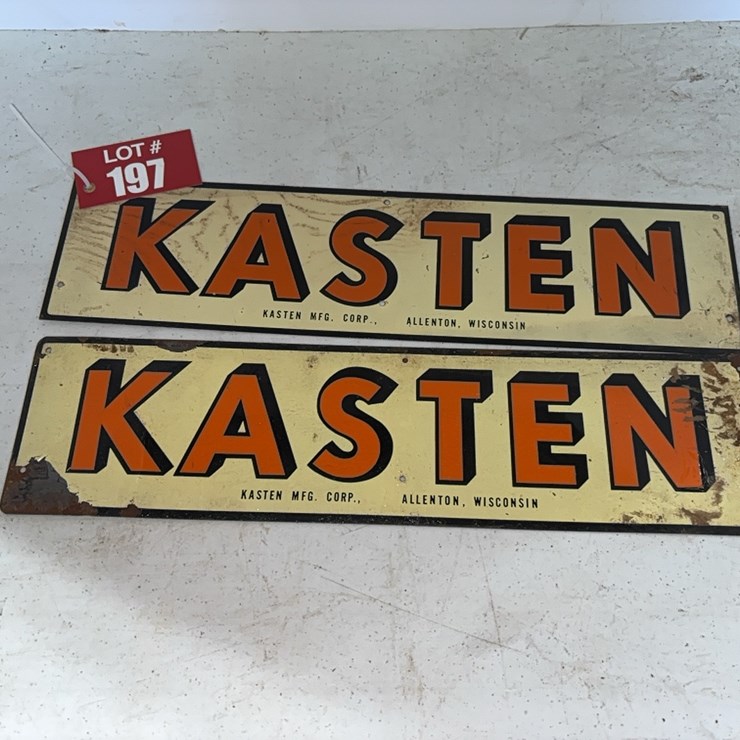 LOT #
197
KASTEN
KASTEN MFG. CORP., ALLENTON, WISCONSIN
KASTEN
KASTEN MFG. CORP., ALLENTON, WISCONSIN